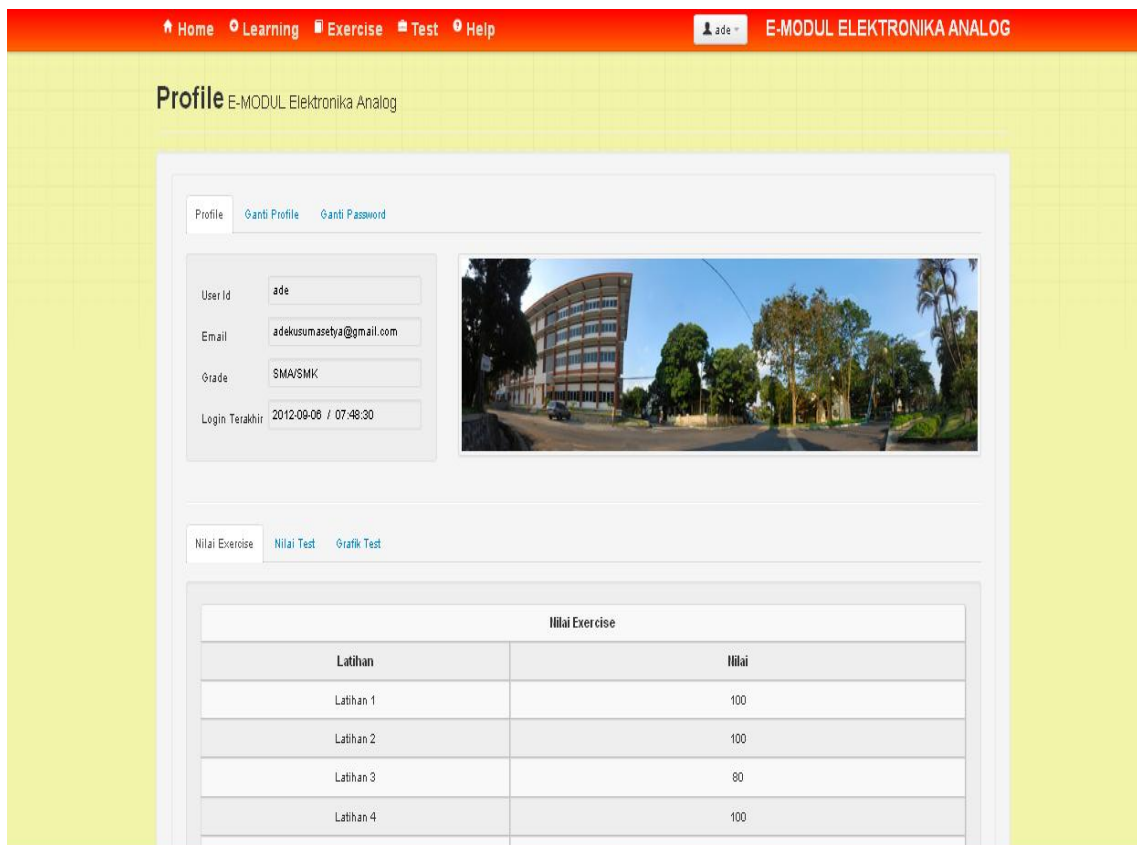 Home Learning Exercise Test Help ade E-MODUL ELEKTRONIKA ANALOG
Profile E-MODUL Elektronika Analog
Profile Ganti Profile Ganti Password
User Id ade
Email adekusumasetya@gmail.com
Grade SMA/SMK
Login Terakhir 2012-09-06 / 07:48:30
Nilai Exercise Nilai Test Grafik Test
Nilai Exercise
Latihan Nilai
Latihan 1 100
Latihan 2 100
Latihan 3 80
Latihan 4 100